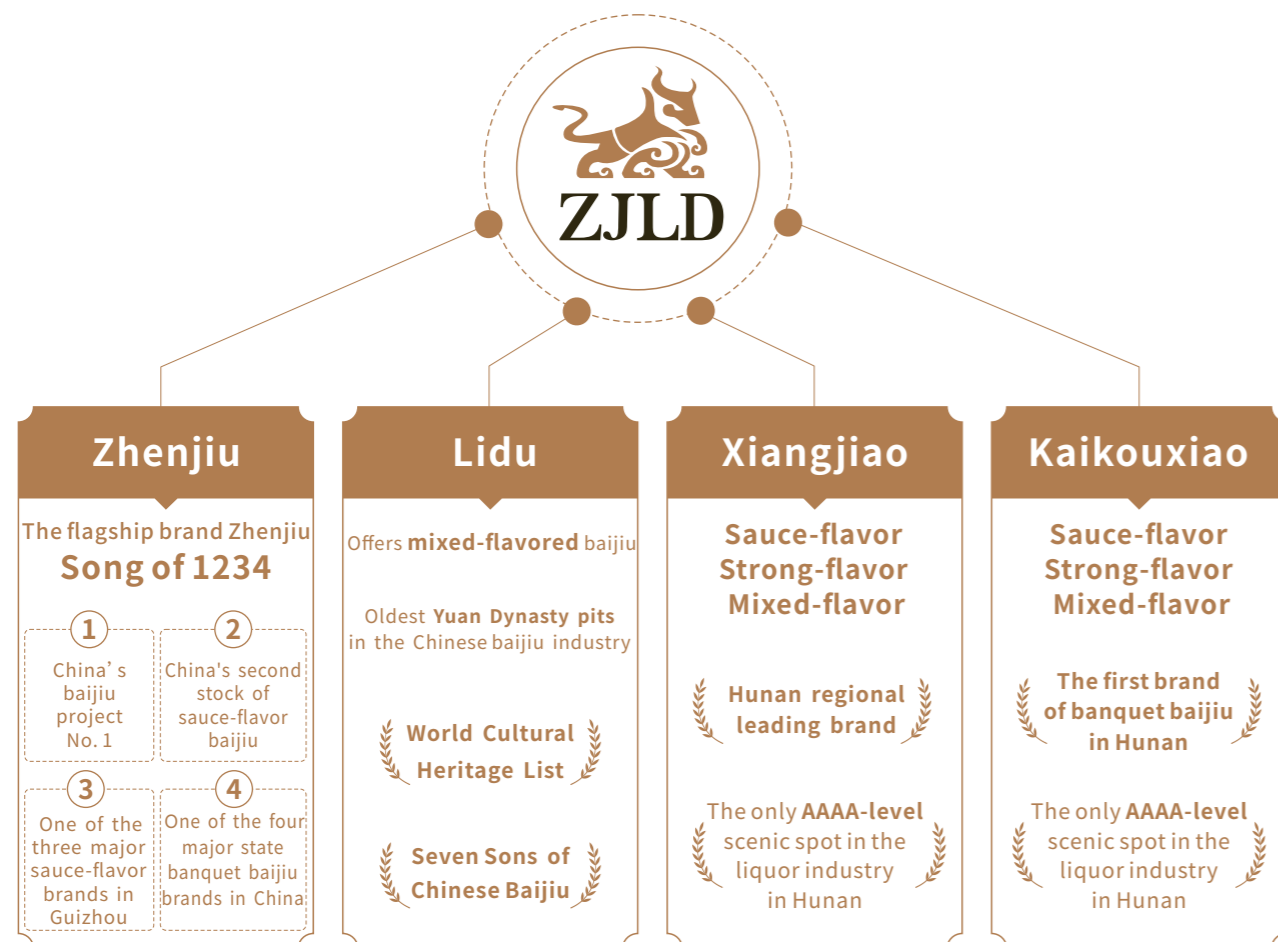 ZJLD
Zhenjiu
The flagship brand Zhenjiu
Song of 1234
1
China's
baijiu
project
No. 1
2
China's second
stock of
sauce-flavor
baijiu
3
One of the
three major
sauce-flavor
brands in
Guizhou
4
One of the four
major state
banquet baijiu
brands in China
Lidu
Offers mixed-flavored baijiu
Oldest Yuan Dynasty pits
in the Chinese baijiu industry
World Cultural
Heritage List
Seven Sons of
Chinese Baijiu
Xiangjiao
Sauce-flavor
Strong-flavor
Mixed-flavor
Hunan regional
leading brand
The only AAAA-level
scenic spot in the
liquor industry
in Hunan
Kaikouxiao
Sauce-flavor
Strong-flavor
Mixed-flavor
The first brand
of banquet baijiu
in Hunan
The only AAAA-level
scenic spot in the
liquor industry
in Hunan